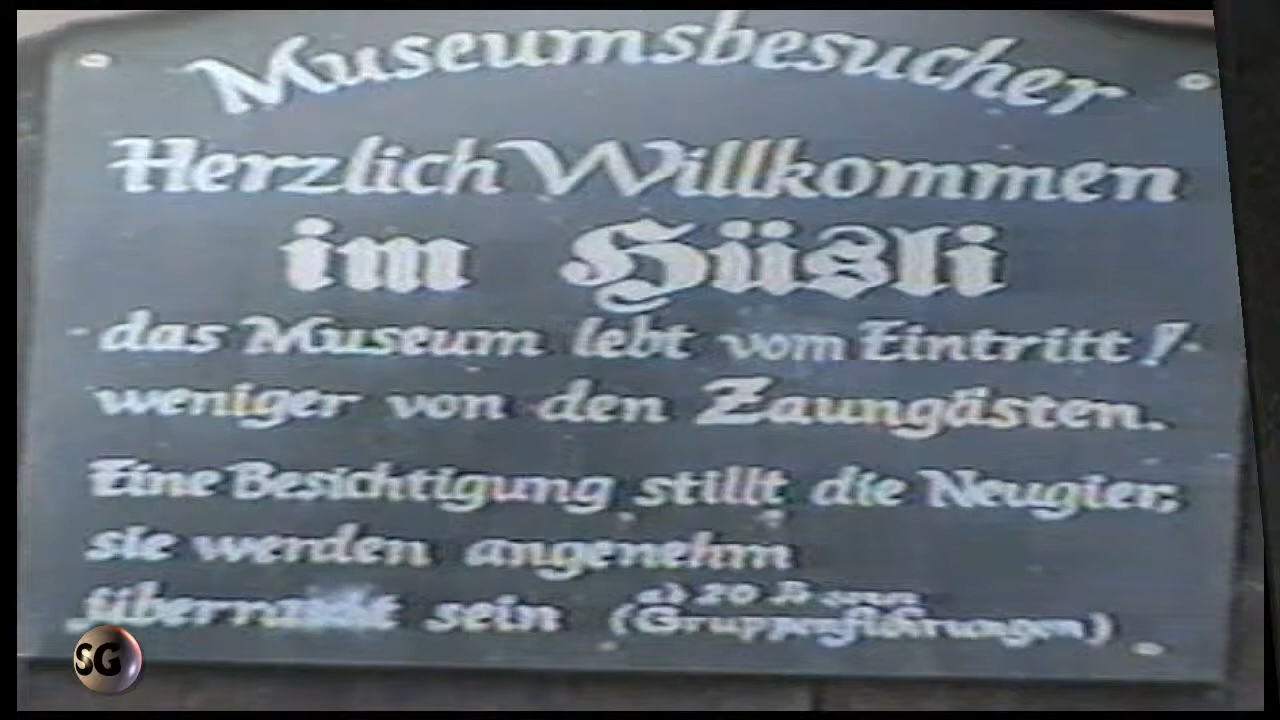 Museumsbesucher
Herzlich Willkommen
im Hüsli
- das Museum lebt vom Eintritt! -
weniger von den Zaungästen.
Eine Besichtigung stillt die Neugier,
sie werden angenehm
überrascht sein
ab 20 Personen
(Gruppenführungen)
SG